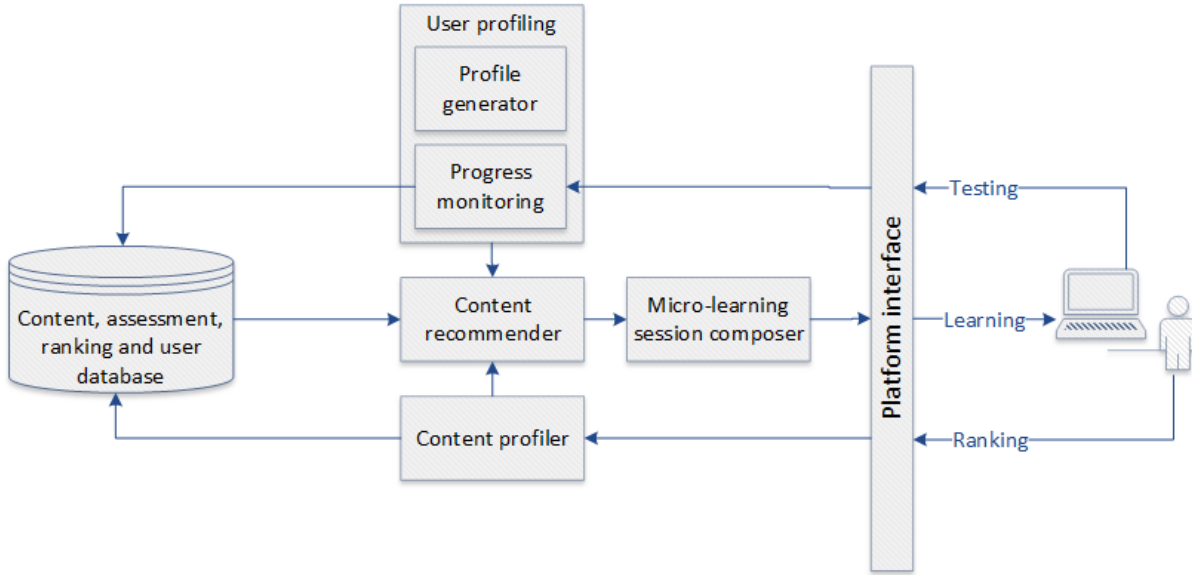 User profiling
Profile
generator
Progress
monitoring
Testing
Platform interface
Content, assessment,
ranking and user
database
Content
recommender
Micro-learning
session composer
Learning
Content profiler
Ranking